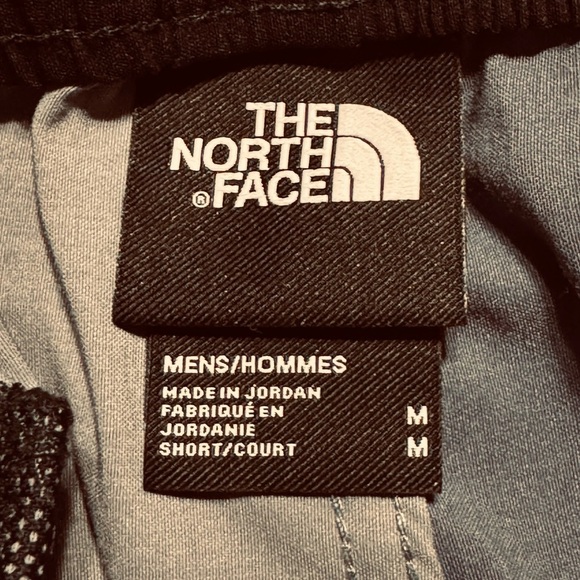 THE
NORTH
® FACE
MENS/HOMMES
MADE IN JORDAN
FABRIQUÉ EN M
JORDANIE
SHORT/COURT M